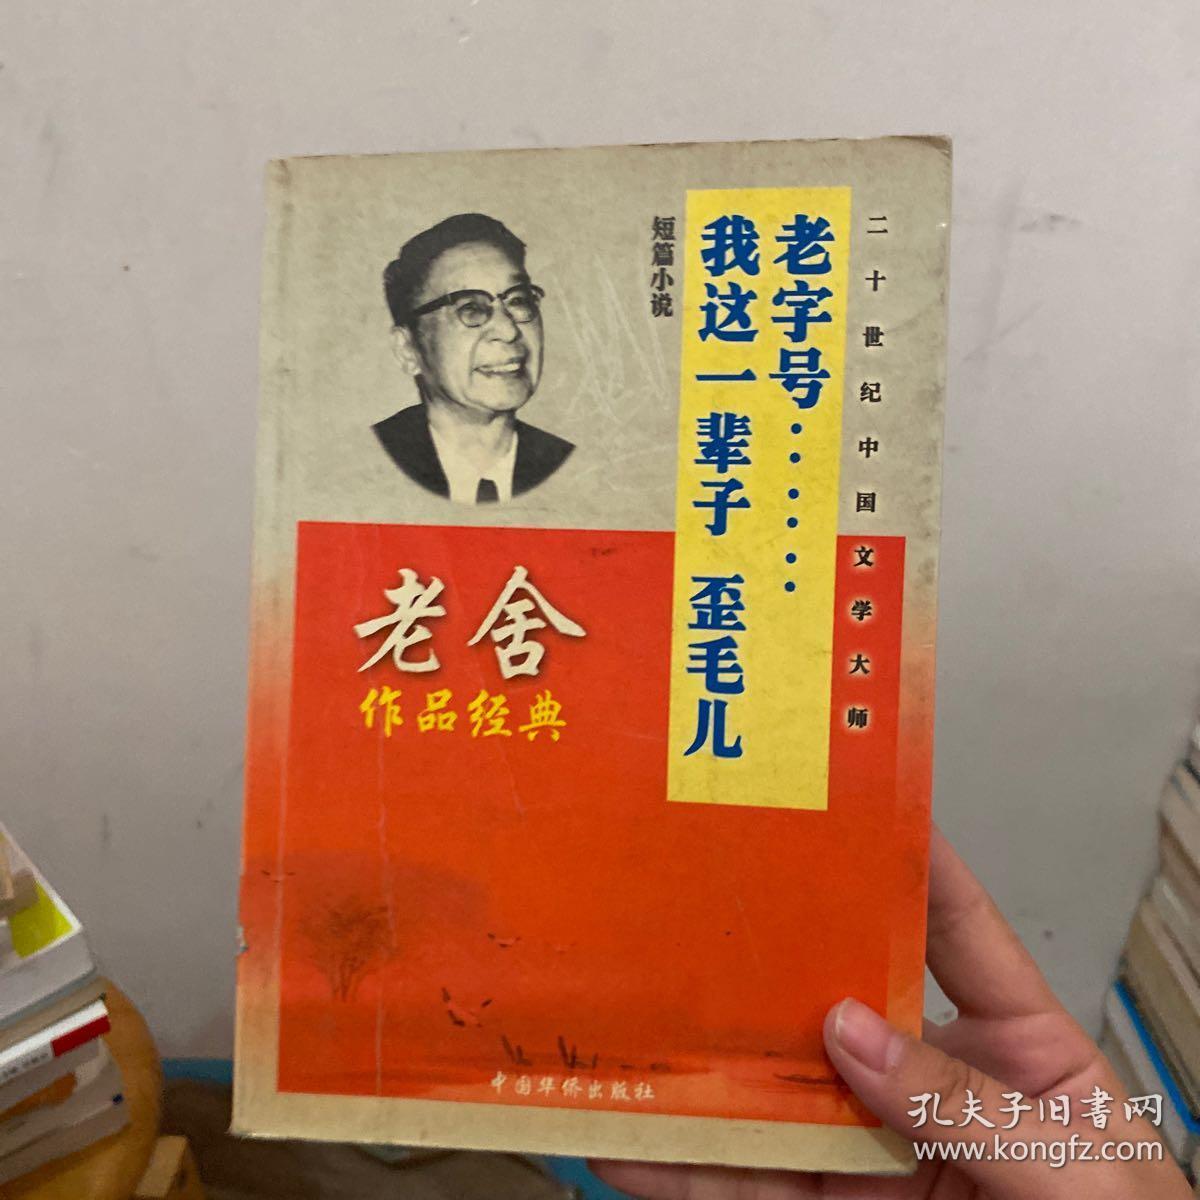 二十世纪中国文学大师
老字号……
我这一辈子 歪毛儿
短篇小说
老舍
作品经典
中国华侨出版社
孔夫子旧書网
www.kongfz.com